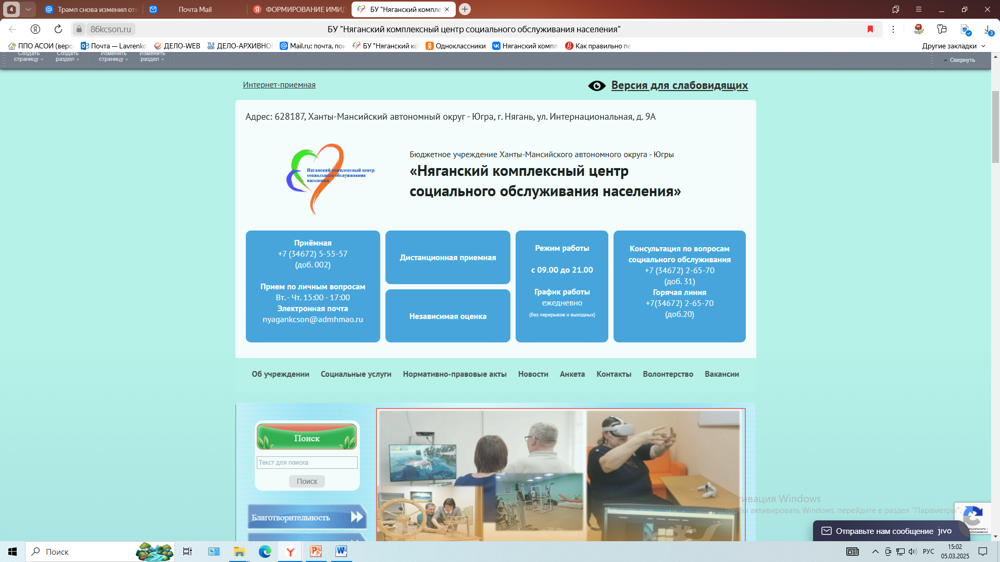 4
Трамп снова изменил отн
Почта Mail
ФОРМИРОВАНИЕ ИМИД
БУ "Няганский компле
86kcson.ru
БУ "Няганский комплексный центр социального обслуживания населения"
ППО АСОИ (верс
Почта — Lavrenko
ДЕЛО-WEB
ДЕЛО-АРХИВНОЕ
Mail.ru: почта, пои
БУ "Няганский ко
Одноклассники
Няганский компл
Как правильно пе
Другие закладки
Создать страницу
Создать раздел
Изменить страницу
Изменить раздел
Свернуть
Интернет-приемная
Версия для слабовидящих
Адрес: 628187, Ханты-Мансийский автономный округ - Югра, г. Нягань, ул. Интернациональная, д. 9А
Няганский комплексный центр
социального обслуживания
населения
Бюджетное учреждение Ханты-Мансийского автономного округа - Югры
«Няганский комплексный центр
социального обслуживания населения»
Приёмная
+7 (34672) 5-55-57
(доб. 002)
Прием по личным вопросам
Вт. - Чт. 15:00 - 17:00
Электронная почта
nyagankcson@admhmao.ru
Дистанционная приемная
Независимая оценка
Режим работы
с 09.00 до 21.00
График работы
ежедневно
(без перерывов и выходных)
Консультация по вопросам
социального обслуживания
+7 (34672) 2-65-70
(доб. 31)
Горячая линия
+7(34672) 2-65-70
(доб.20)
Об учреждении
Социальные услуги
Нормативно-правовые акты
Новости
Анкета
Контакты
Волонтерство
Вакансии
Поиск
Текст для поиска
Поиск
Благотворительность
Активация Windows
Чтобы активировать Windows, перейдите в раздел "Параметры".
Отправьте нам сообщение jivo
Поиск
РУС
15:02
05.03.2025